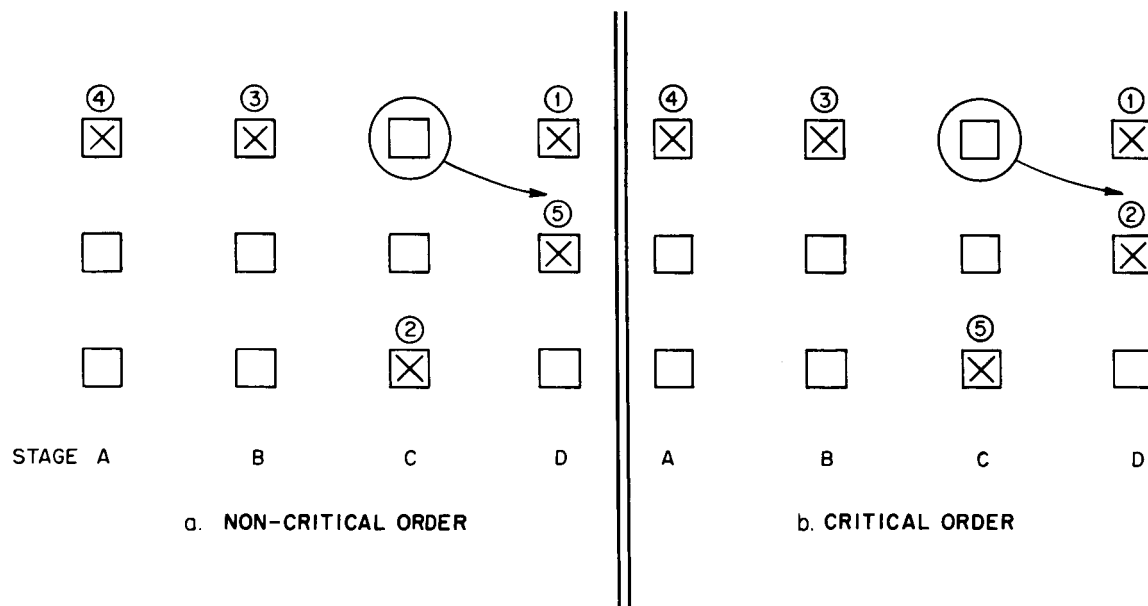 ④ ③ ① ④ ③ ①
⑤ ②
② ⑤
STAGE A B C D A B C D
a. NON-CRITICAL ORDER b. CRITICAL ORDER